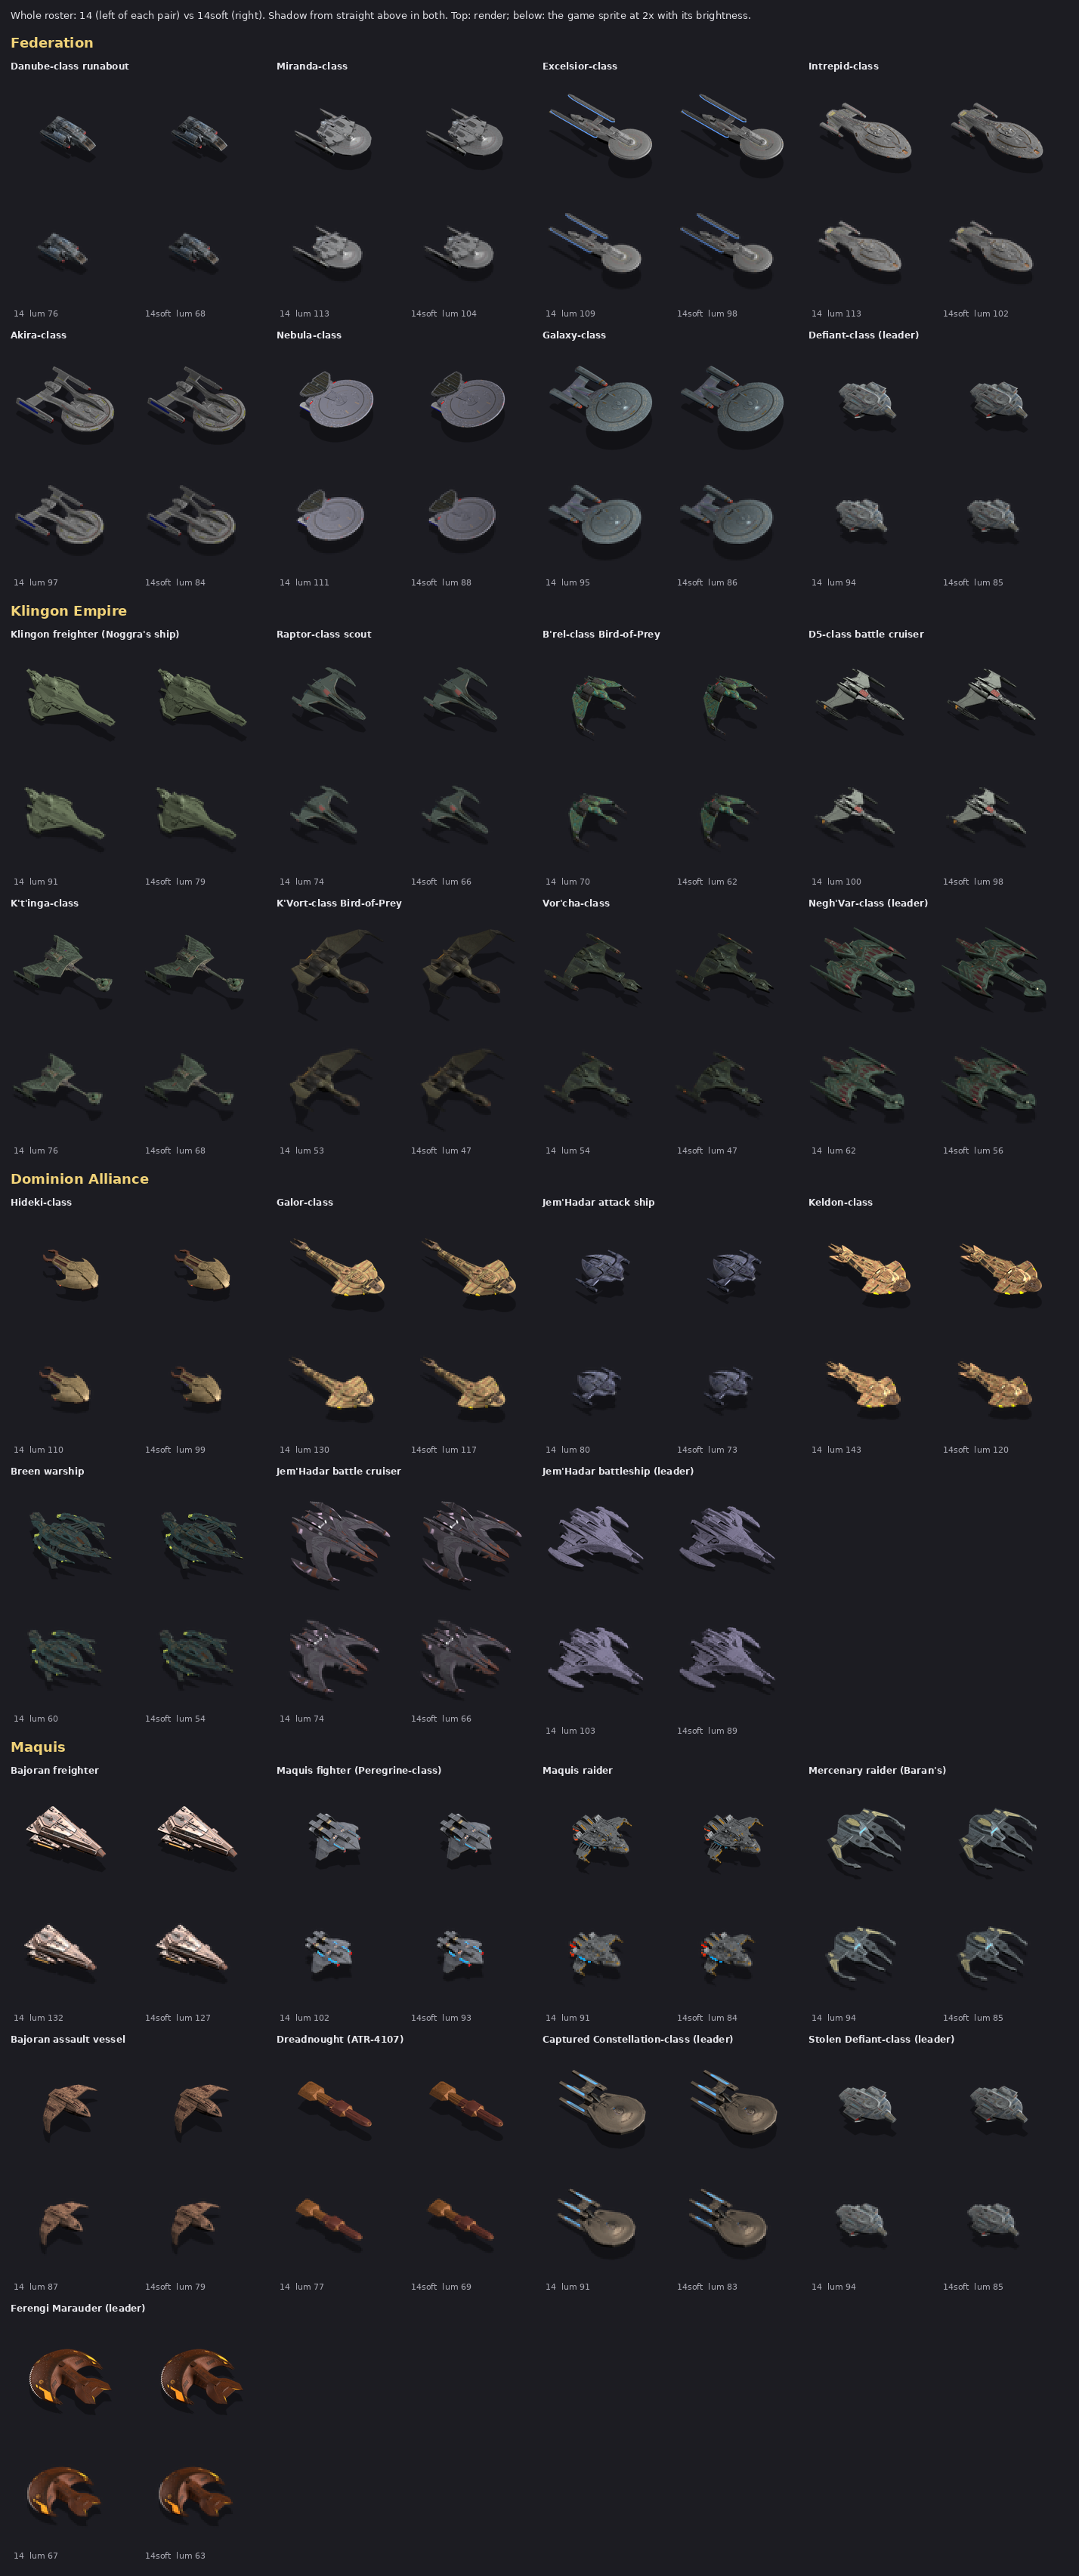 Whole roster: 14 (left of each pair) vs 14soft (right). Shadow from straight above in both. Top: render; below: the game sprite at 2x with its brightness.
Federation
Danube-class runabout Miranda-class Excelsior-class Intrepid-class
14 lum 76 14soft lum 68 14 lum 113 14soft lum 104 14 lum 109 14soft lum 98 14 lum 113 14soft lum 102
Akira-class Nebula-class Galaxy-class Defiant-class (leader)
14 lum 97 14soft lum 84 14 lum 111 14soft lum 88 14 lum 95 14soft lum 86 14 lum 94 14soft lum 85
Klingon Empire
Klingon freighter (Noggra's ship) Raptor-class scout B'rel-class Bird-of-Prey D5-class battle cruiser
14 lum 91 14soft lum 79 14 lum 74 14soft lum 66 14 lum 70 14soft lum 62 14 lum 100 14soft lum 98
K't'inga-class K'Vort-class Bird-of-Prey Vor'cha-class Negh'Var-class (leader)
14 lum 76 14soft lum 68 14 lum 53 14soft lum 47 14 lum 54 14soft lum 47 14 lum 62 14soft lum 56
Dominion Alliance
Hideki-class Galor-class Jem'Hadar attack ship Keldon-class
14 lum 110 14soft lum 99 14 lum 130 14soft lum 117 14 lum 80 14soft lum 73 14 lum 143 14soft lum 120
Breen warship Jem'Hadar battle cruiser Jem'Hadar battleship (leader)
14 lum 60 14soft lum 54 14 lum 74 14soft lum 66 14 lum 103 14soft lum 89
Maquis
Bajoran freighter Maquis fighter (Peregrine-class) Maquis raider Mercenary raider (Baran's)
14 lum 132 14soft lum 127 14 lum 102 14soft lum 93 14 lum 91 14soft lum 84 14 lum 94 14soft lum 85
Bajoran assault vessel Dreadnought (ATR-4107) Captured Constellation-class (leader) Stolen Defiant-class (leader)
14 lum 87 14soft lum 79 14 lum 77 14soft lum 69 14 lum 91 14soft lum 83 14 lum 94 14soft lum 85
Ferengi Marauder (leader)
14 lum 67 14soft lum 63